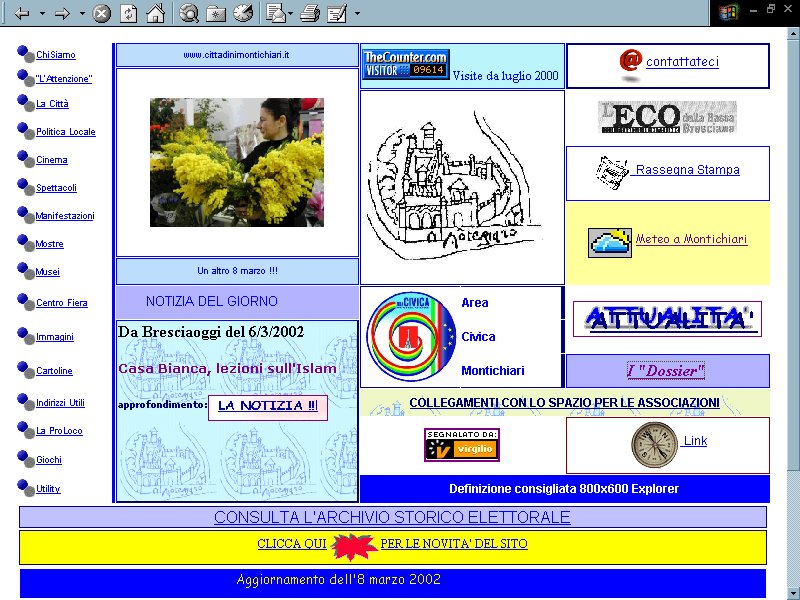 ChiSiamo
"L'Attenzione"
La Città
Politica Locale
Cinema
Spettacoli
Manifestazioni
Mostre
Musei
Centro Fiera
Immagini
Cartoline
Indirizzi Utili
La ProLoco
Giochi
Utility
www.cittadinimontichiari.it
Un altro 8 marzo !!!
NOTIZIA DEL GIORNO
Da Bresciaoggi del 6/3/2002
Casa Bianca, lezioni sull'Islam
approfondimento: LA NOTIZIA !!!
TheCounter.com
VISITOR 09614 Visite da luglio 2000
CIVICA
Area
Civica
Montichiari
@ contattateci
L'ECO della Bassa
Bresciana
Rassegna Stampa
Meteo a Montichiari
ATTUALITA'
I "Dossier"
COLLEGAMENTI CON LO SPAZIO PER LE ASSOCIAZIONI
SEGNALATO DA:
virgilio
Link
Definizione consigliata 800x600 Explorer
CONSULTA L'ARCHIVIO STORICO ELETTORALE
CLICCA QUI PER LE NOVITA' DEL SITO
Aggiornamento dell'8 marzo 2002